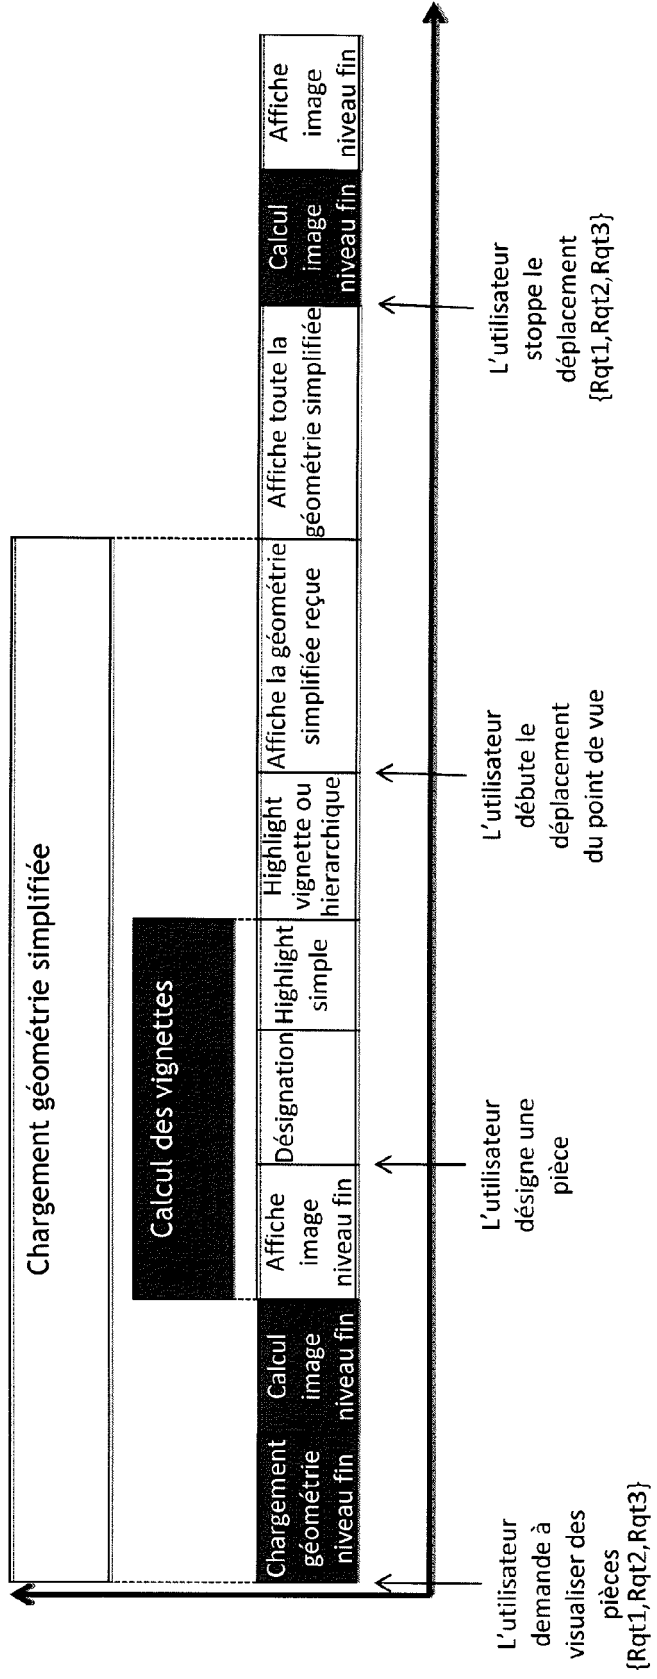 Chargement géométrie simplifiée
Calcul des vignettes
Chargement
géométrie
niveau fin
Calcul
image
niveau fin
Affiche
image
niveau fin
Désignation
Highlight
simple
Highlight
vignette ou
hierarchique
Affiche la géométrie
simplifiée reçue
Affiche toute la
géométrie simplifiée
Calcul
image
niveau fin
Affiche
image
niveau fin
L'utilisateur
demande à
visualiser des
pièces
{Rqt1,Rqt2,Rqt3}
L'utilisateur
désigne une
pièce
L'utilisateur
débute le
déplacement
du point de vue
L'utilisateur
stoppe le
déplacement
{Rqt1,Rqt2,Rqt3}